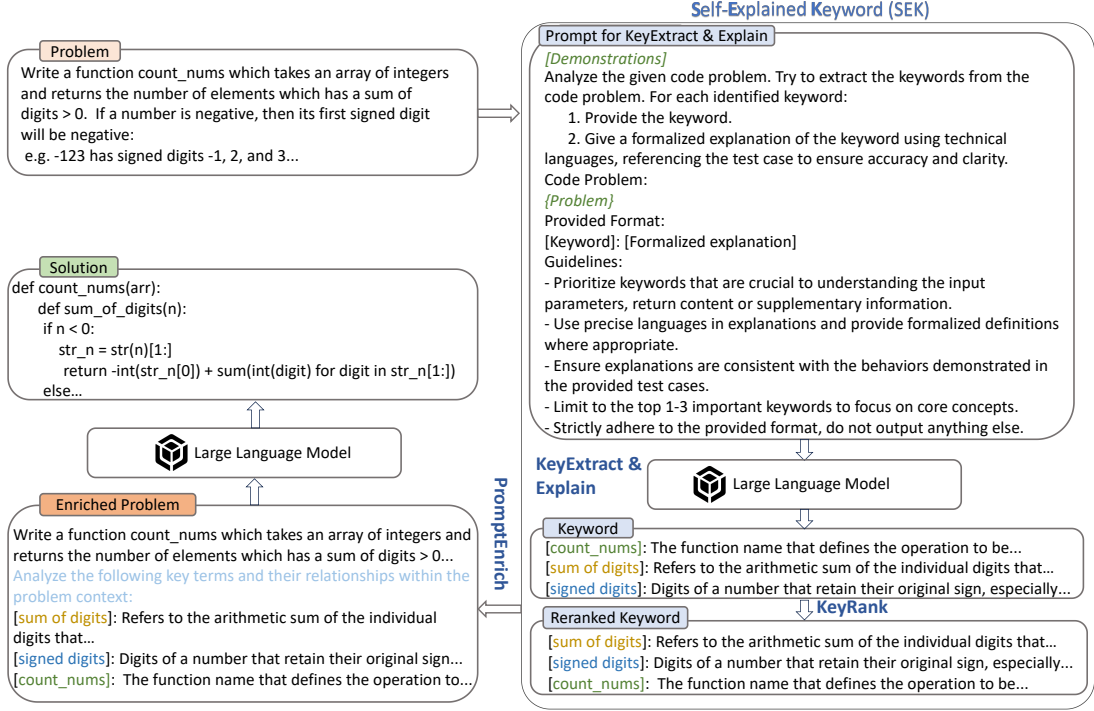 Self-Explained Keyword (SEK)
Problem
Write a function count_nums which takes an array of integers
and returns the number of elements which has a sum of
digits > 0.  If a number is negative, then its first signed digit
will be negative:
e.g. -123 has signed digits -1, 2, and 3...
Prompt for KeyExtract & Explain
[Demonstrations]
Analyze the given code problem. Try to extract the keywords from the
code problem. For each identified keyword:
1. Provide the keyword.
2. Give a formalized explanation of the keyword using technical
languages, referencing the test case to ensure accuracy and clarity.
Code Problem:
{Problem}
Provided Format:
[Keyword]: [Formalized explanation]
Guidelines:
- Prioritize keywords that are crucial to understanding the input
parameters, return content or supplementary information.
- Use precise languages in explanations and provide formalized definitions
where appropriate.
- Ensure explanations are consistent with the behaviors demonstrated in
the provided test cases.
- Limit to the top 1-3 important keywords to focus on core concepts.
- Strictly adhere to the provided format, do not output anything else.
KeyExtract &
Explain
Large Language Model
Keyword
[count_nums]: The function name that defines the operation to be...
[sum of digits]: Refers to the arithmetic sum of the individual digits that...
[signed digits]: Digits of a number that retain their original sign, especially...
KeyRank
Reranked Keyword
[sum of digits]: Refers to the arithmetic sum of the individual digits that...
[signed digits]: Digits of a number that retain their original sign, especially...
[count_nums]:  The function name that defines the operation to be...
PromptEnrich
Enriched Problem
Write a function count_nums which takes an array of integers and
returns the number of elements which has a sum of digits > 0...
Analyze the following key terms and their relationships within the
problem context:
[sum of digits]: Refers to the arithmetic sum of the individual
digits that...
[signed digits]: Digits of a number that retain their original sign...
[count_nums]:  The function name that defines the operation to...
Large Language Model
Solution
def count_nums(arr):
def sum_of_digits(n):
if n < 0:
str_n = str(n)[1:]
return -int(str_n[0]) + sum(int(digit) for digit in str_n[1:])
else...